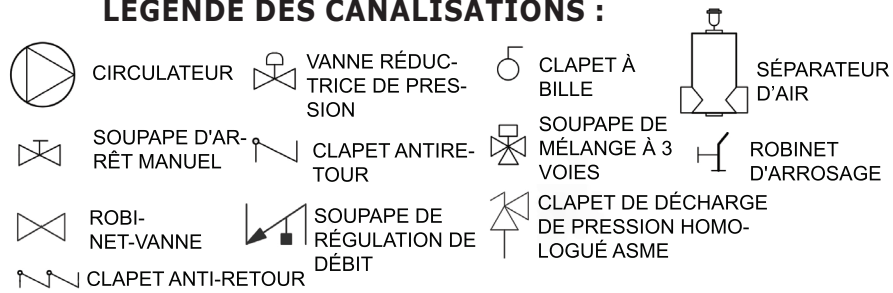 LÉGENDE DES CANALISATIONS :
CIRCULATEUR
VANNE RÉDUC-
TRICE DE PRES-
SION
CLAPET À
BILLE
SÉPARATEUR
D’AIR
SOUPAPE D'AR-
RÊT MANUEL
CLAPET ANTIRE-
TOUR
SOUPAPE DE
MÉLANGE À 3
VOIES
ROBINET
D'ARROSAGE
ROBI-
NET-VANNE
SOUPAPE DE
RÉGULATION DE
DÉBIT
CLAPET DE DÉCHARGE
DE PRESSION HOMO-
LOGUÉ ASME
CLAPET ANTI-RETOUR